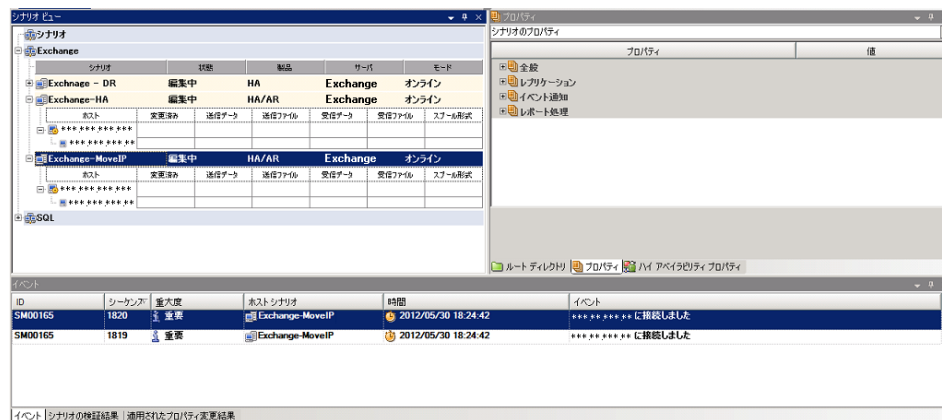 シナリオ ビュー
シナリオ
Exchange
シナリオ 状態 製品 サーバ モード
Exchnage - DR 編集中 HA Exchange オンライン
Exchange-HA 編集中 HA/AR Exchange オンライン
ホスト 変更済み 送信データ 送信ファイル 受信データ 受信ファイル スプール形式
***.***.***.***
***.***.***.**
Exchange-MoveIP 編集中 HA/AR Exchange オンライン
ホスト 変更済み 送信データ 送信ファイル 受信データ 受信ファイル スプール形式
***.***.***.***
***.***.***.**
SQL
プロパティ
シナリオのプロパティ
プロパティ 値
全般
レプリケーション
イベント通知
レポート処理
ルート ディレクトリ プロパティ ハイ アベイラビリティ プロパティ
イベント
ID シーケンス 重大度 ホスト シナリオ 時間 イベント
SM00165 1820 重要 Exchange-MoveIP 2012/05/30 18:24:42 ***.**.***.** に接続しました
SM00165 1819 重要 Exchange-MoveIP 2012/05/30 18:24:42 ***.**.***.** に接続しました
イベント シナリオの検証結果 適用されたプロパティ変更結果